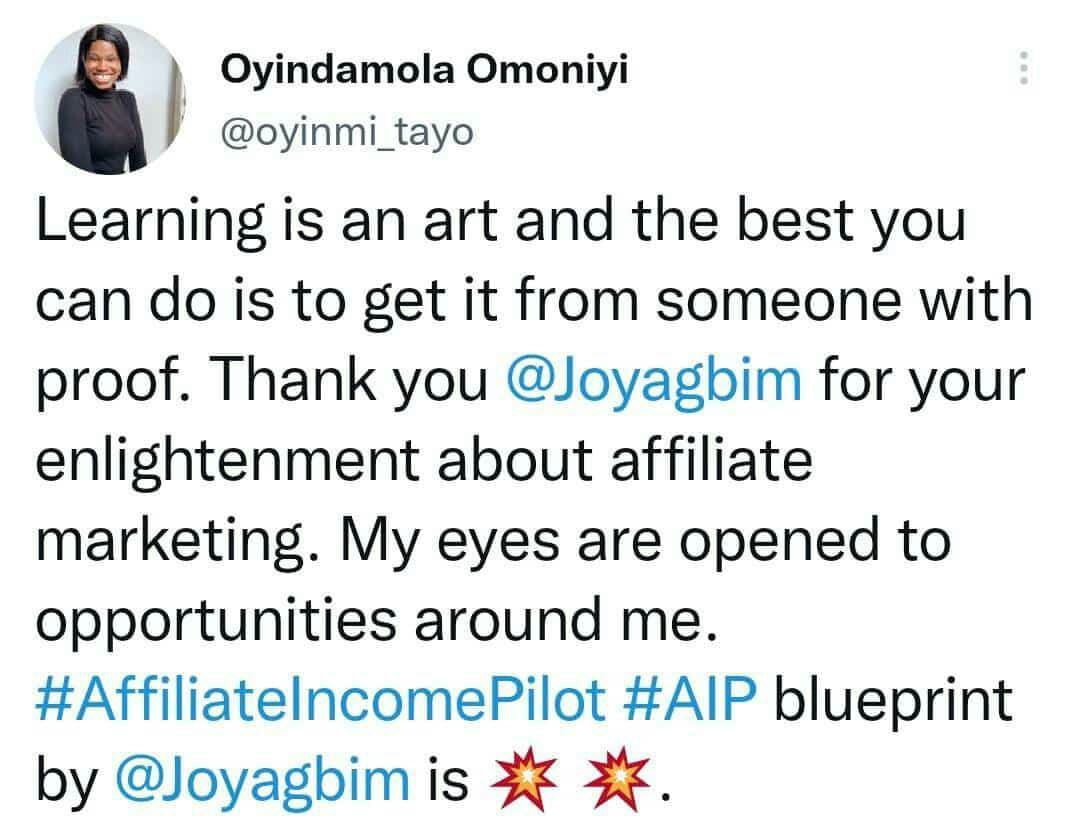 Oyindamola Omoniyi
@oyinmi_tayo
Learning is an art and the best you
can do is to get it from someone with
proof. Thank you @Joyagbim for your
enlightenment about affiliate
marketing. My eyes are opened to
opportunities around me.
#AffiliateIncomePilot #AIP blueprint
by @Joyagbim is 💥 💥.